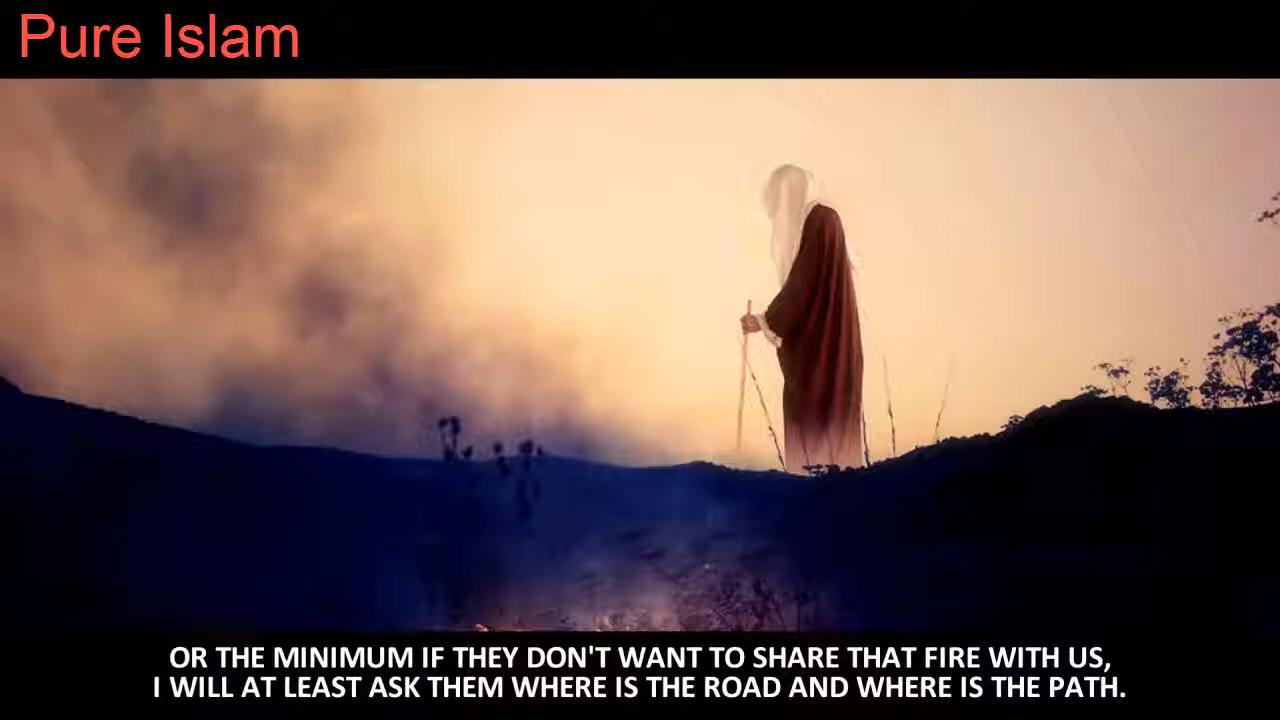 Pure Islam
OR THE MINIMUM IF THEY DON'T WANT TO SHARE THAT FIRE WITH US,
I WILL AT LEAST ASK THEM WHERE IS THE ROAD AND WHERE IS THE PATH.